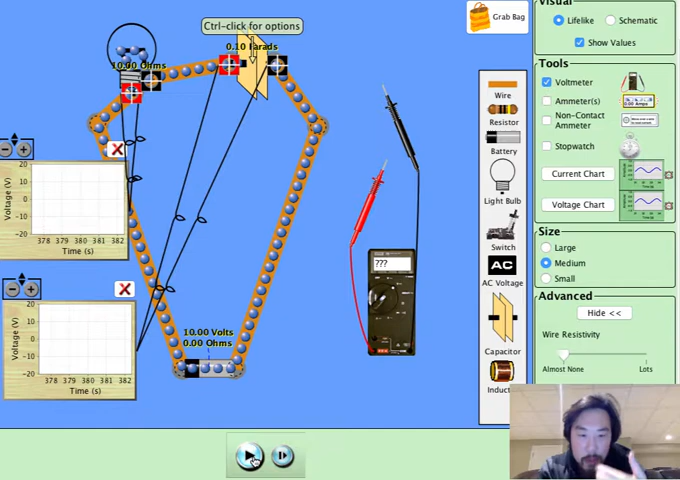 Ctrl-click for options
10.00 Ohms
0.10 Farads
20
10
0
-10
-20
Voltage (V)
378 379 380 381 382
Time (s)
20
10
0
-10
-20
Voltage (V)
378 379 380 381 382
Time (s)
10.00 Volts
0.00 Ohms
???
Grab Bag
Wire
Resistor
Battery
Light Bulb
Switch
AC
AC Voltage
Capacitor
Visual
Lifelike
Schematic
Show Values
Tools
Voltmeter
Ammeter(s)
Non-Contact
Ammeter
Stopwatch
Current Chart
Voltage Chart
Size
Large
Medium
Small
Advanced
Hide <<
Wire Resistivity
Almost None
Lots